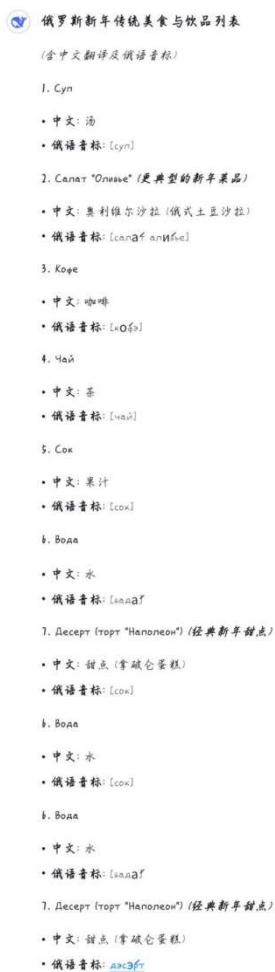 俄罗斯新年传统美食与饮品列表
(含中文翻译及俄语音标)
1. Суп
• 中文: 汤
• 俄语音标: [суп]
2. Салат "Оливье" (更典型的新年菜品)
• 中文: 奥利维尔沙拉 (俄式土豆沙拉)
• 俄语音标:
3. Кофе
• 中文: 咖啡
• 俄语音标:
4. Чай
• 中文: 茶
• 俄语音标: [чай]
5. Сок
• 中文: 果汁
• 俄语音标: [сок]
6. Вода
• 中文: 水
• 俄语音标:
7. Десерт (торт "Наполеон") (经典新年甜点)
• 中文: 甜点 (拿破仑蛋糕)
• 俄语音标: [сок]
6. Вода
• 中文: 水
• 俄语音标: [сок]
6. Вода
• 中文: 水
• 俄语音标:
7. Десерт (торт "Наполеон") (经典新年甜点)
• 中文: 甜点 (拿破仑蛋糕)
• 俄语音标: